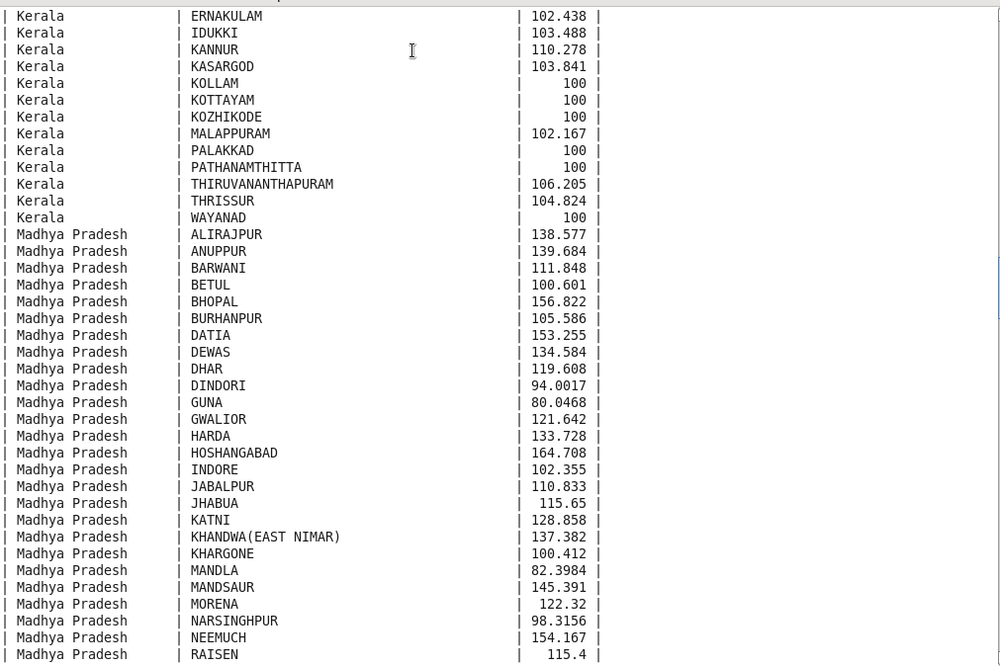 | Kerala | ERNAKULAM | 102.438 |
| Kerala | IDUKKI | 103.488 |
| Kerala | KANNUR | 110.278 |
| Kerala | KASARGOD | 103.841 |
| Kerala | KOLLAM | 100 |
| Kerala | KOTTAYAM | 100 |
| Kerala | KOZHIKODE | 100 |
| Kerala | MALAPPURAM | 102.167 |
| Kerala | PALAKKAD | 100 |
| Kerala | PATHANAMTHITTA | 100 |
| Kerala | THIRUVANANTHAPURAM | 106.205 |
| Kerala | THRISSUR | 104.824 |
| Kerala | WAYANAD | 100 |
| Madhya Pradesh | ALIRAJPUR | 138.577 |
| Madhya Pradesh | ANUPPUR | 139.684 |
| Madhya Pradesh | BARWANI | 111.848 |
| Madhya Pradesh | BETUL | 100.601 |
| Madhya Pradesh | BHOPAL | 156.822 |
| Madhya Pradesh | BURHANPUR | 105.586 |
| Madhya Pradesh | DATIA | 153.255 |
| Madhya Pradesh | DEWAS | 134.584 |
| Madhya Pradesh | DHAR | 119.608 |
| Madhya Pradesh | DINDORI | 94.0017 |
| Madhya Pradesh | GUNA | 80.0468 |
| Madhya Pradesh | GWALIOR | 121.642 |
| Madhya Pradesh | HARDA | 133.728 |
| Madhya Pradesh | HOSHANGABAD | 164.708 |
| Madhya Pradesh | INDORE | 102.355 |
| Madhya Pradesh | JABALPUR | 110.833 |
| Madhya Pradesh | JHABUA | 115.65 |
| Madhya Pradesh | KATNI | 128.858 |
| Madhya Pradesh | KHANDWA(EAST NIMAR) | 137.382 |
| Madhya Pradesh | KHARGONE | 100.412 |
| Madhya Pradesh | MANDLA | 82.3984 |
| Madhya Pradesh | MANDSAUR | 145.391 |
| Madhya Pradesh | MORENA | 122.32 |
| Madhya Pradesh | NARSINGHPUR | 98.3156 |
| Madhya Pradesh | NEEMUCH | 154.167 |
| Madhya Pradesh | RAISEN | 115.4 |